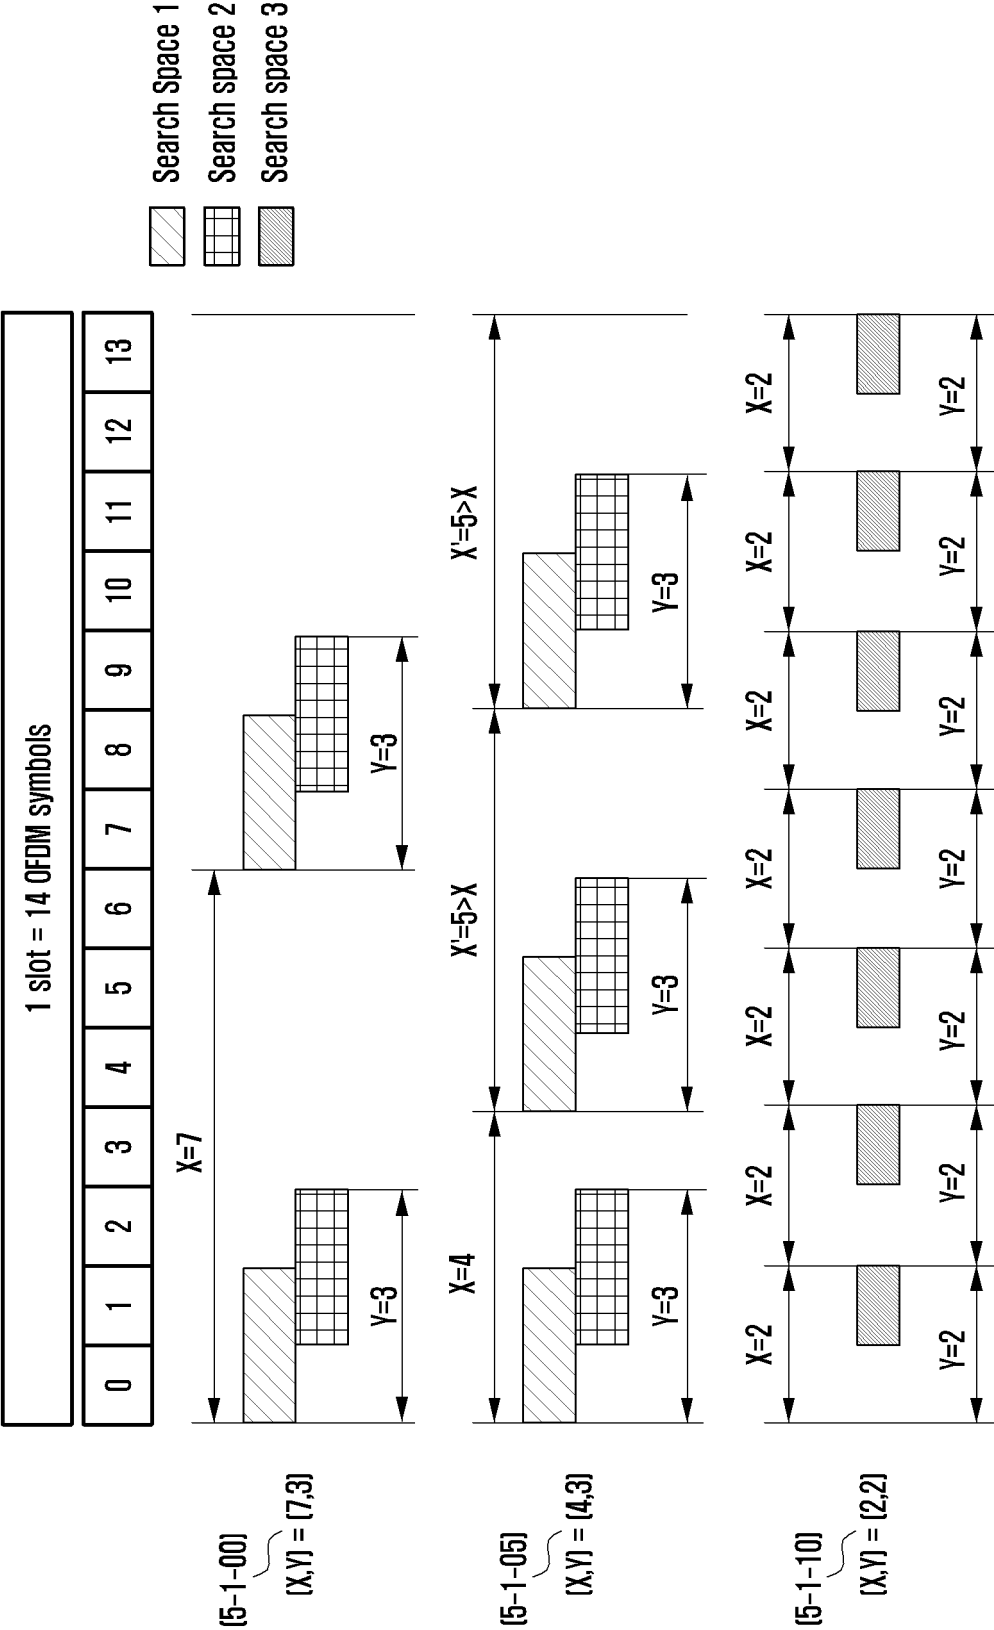 1 slot = 14 OFDM symbols
0 1 2 3 4 5 6 7 8 9 10 11 12 13
Search Space 1
Search space 2
Search space 3
(5-1-00)
(X,Y) = (7,3)
X=7
Y=3
Y=3
(5-1-05)
(X,Y) = (4,3)
X=4
X'=5>X
X'=5>X
Y=3
Y=3
Y=3
(5-1-10)
(X,Y) = (2,2)
X=2
X=2
X=2
X=2
X=2
X=2
X=2
Y=2
Y=2
Y=2
Y=2
Y=2
Y=2
Y=2